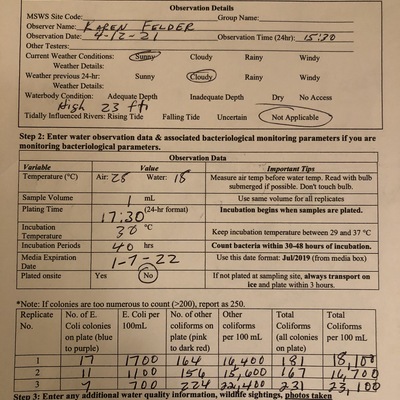 Observation Details
MSWS Site Code: Group Name:
Observer Name: KAREN FELDER
Observation Date: 4-12-21 Observation Time (24hr): 15:30
Other Testers:
Current Weather Conditions: Sunny Cloudy Rainy Windy
Weather Details:
Weather previous 24-hr: Sunny Cloudy Rainy Windy
Weather Details:
Waterbody Condition: Adequate Depth Inadequate Depth Dry No Access
High 23 ft
Tidally Influenced Rivers: Rising Tide Falling Tide Uncertain Not Applicable
Step 2: Enter water observation data & associated bacteriological monitoring parameters if you are
monitoring bacteriological parameters.
Observation Data
Variable Value Important Tips
Temperature (°C) Air: 25 Water: 18 Measure air temp before water temp. Read with bulb
submerged if possible. Don't touch bulb.
Sample Volume 1 mL Use same volume for all replicates
Plating Time 17:30 (24-hr format) Incubation begins when samples are plated.
Incubation
Temperature 30 °C Keep incubation temperature between 29 and 37 °C
Incubation Periods 40 hrs Count bacteria within 30-48 hours of incubation.
Media Expiration
Date 1-7-22 Use this date format: Jul/2019 (from media box)
Plated onsite Yes No If not plated at sampling site, always transport on
ice and plate within 3 hours.
*Note: If colonies are too numerous to count (>200), report as 250.
Replicate No. No. of E. Coli colonies on plate (blue to purple) E. Coli per 100mL No. of other coliforms on plate (pink to dark red) Other coliforms per 100 mL Total Coliforms (all colonies on plate) Total Coliforms per 100 mL
1 17 1700 164 16,400 181 18,100
2 11 1100 156 15,600 167 16,700
3 7 700 224 22,400 231 23,100
Step 3: Enter any additional water quality information, wildlife sightings, photos taken